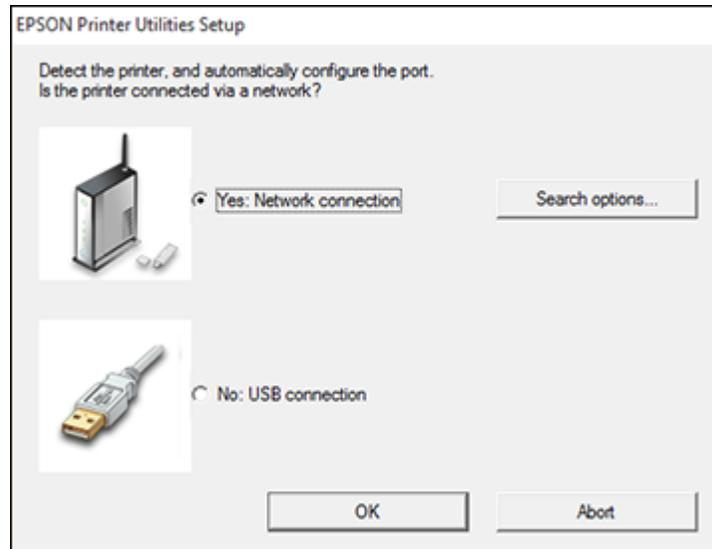 EPSON Printer Utilities Setup
Detect the printer, and automatically configure the port.
Is the printer connected via a network?
Yes: Network connection
Search options...
No: USB connection
OK
Abort